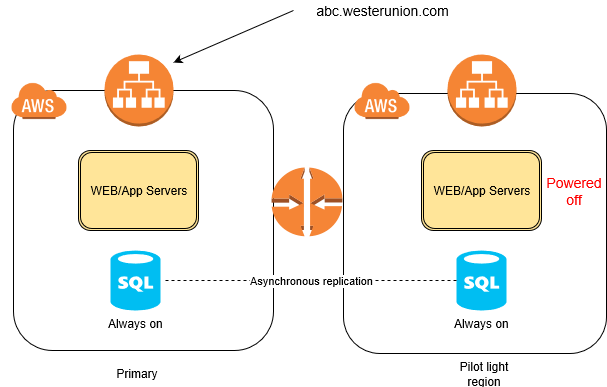 abc.westerunion.com
AWS
AWS
WEB/App Servers
WEB/App Servers
Powered
off
SQL
Asynchronous replication
SQL
Always on
Always on
Primary
Pilot light
region